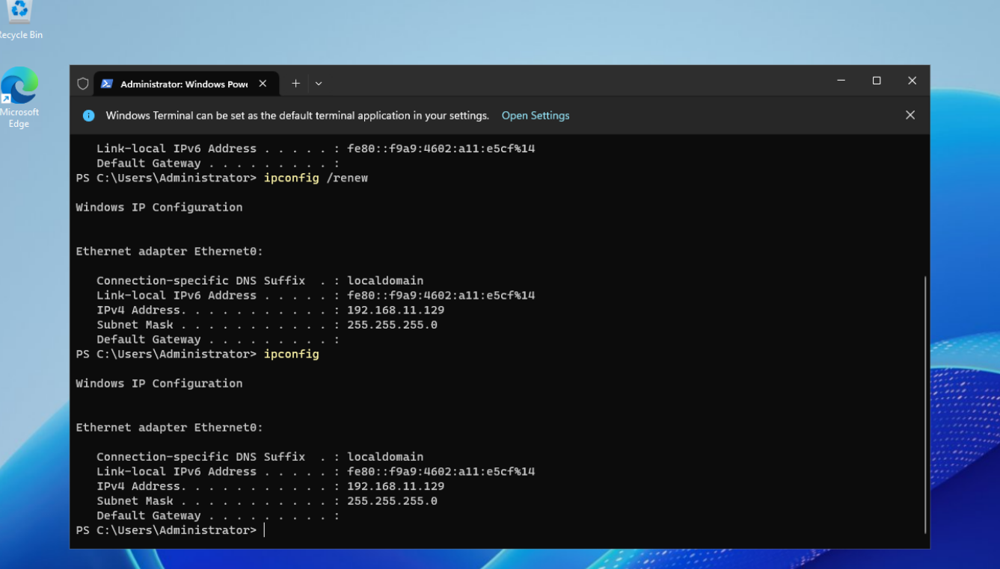 Recycle Bin
Microsoft
Edge
Administrator: Windows Powe
Windows Terminal can be set as the default terminal application in your settings. Open Settings
   Link-local IPv6 Address . . . . . : fe80::f9a9:4602:a11:e5cf%14
   Default Gateway . . . . . . . . . :
PS C:\Users\Administrator> ipconfig /renew
Windows IP Configuration
Ethernet adapter Ethernet0:
   Connection-specific DNS Suffix  . : localdomain
   Link-local IPv6 Address . . . . . : fe80::f9a9:4602:a11:e5cf%14
   IPv4 Address. . . . . . . . . . . : 192.168.11.129
   Subnet Mask . . . . . . . . . . . : 255.255.255.0
   Default Gateway . . . . . . . . . :
PS C:\Users\Administrator> ipconfig
Windows IP Configuration
Ethernet adapter Ethernet0:
   Connection-specific DNS Suffix  . : localdomain
   Link-local IPv6 Address . . . . . : fe80::f9a9:4602:a11:e5cf%14
   IPv4 Address. . . . . . . . . . . : 192.168.11.129
   Subnet Mask . . . . . . . . . . . : 255.255.255.0
   Default Gateway . . . . . . . . . :
PS C:\Users\Administrator>